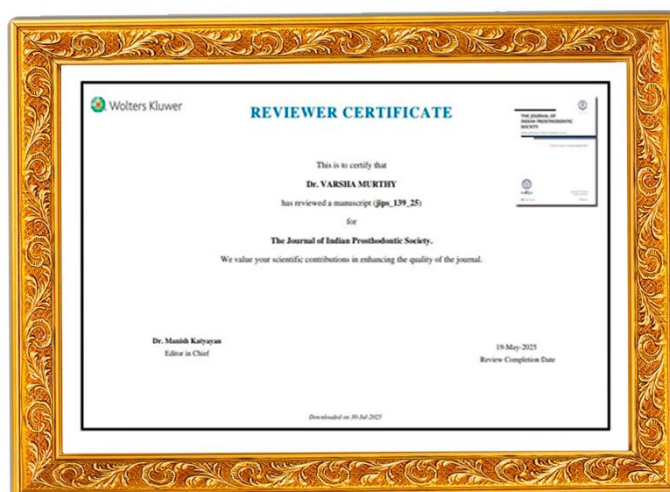 Wolters Kluwer
REVIEWER CERTIFICATE
THE JOURNAL OF
INDIAN PROSTHODONTIC
SOCIETY
This is to certify that
Dr. VARSHA MURTHY
has reviewed a manuscript (jips_139_25)
for
The Journal of Indian Prosthodontic Society.
We value your scientific contributions in enhancing the quality of the journal.
Dr. Manish Katyayan
Editor in Chief
19-May-2025
Review Completion Date
Downloaded on 30-Jul-2025